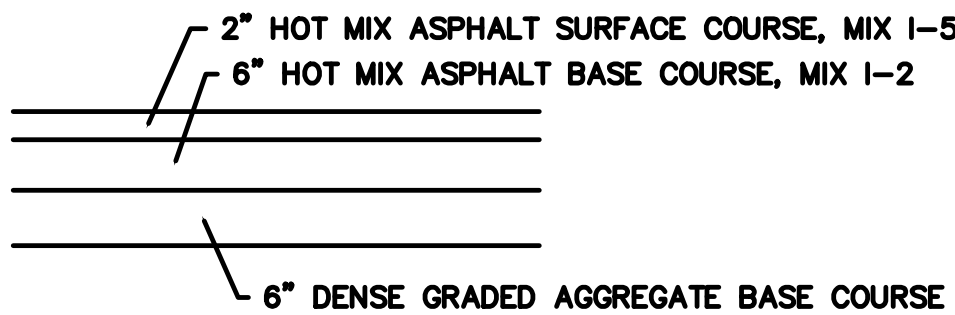 2" HOT MIX ASPHALT SURFACE COURSE, MIX I-5
6" HOT MIX ASPHALT BASE COURSE, MIX I-2
6" DENSE GRADED AGGREGATE BASE COURSE